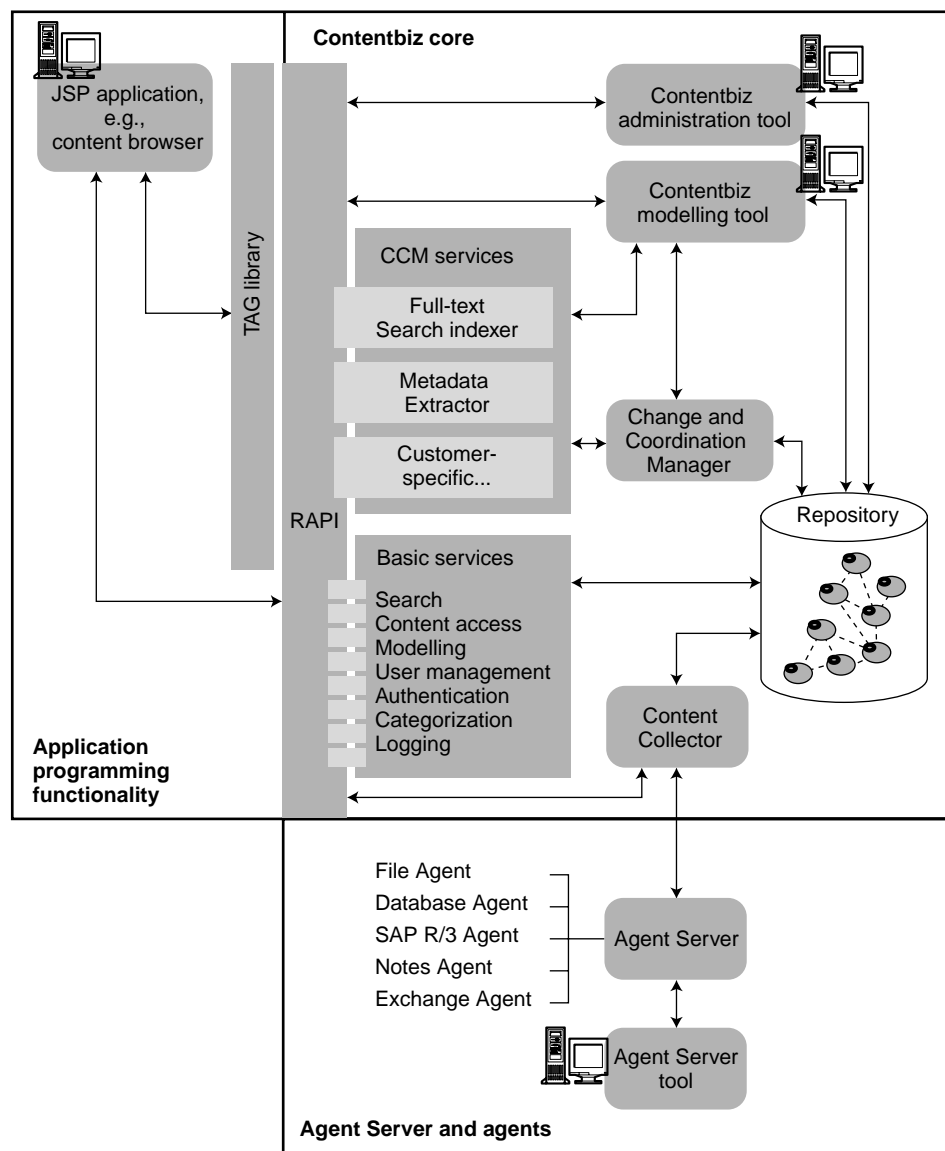 Contentbiz core
JSP application,
e.g.,
content browser
TAG library
RAPI
Contentbiz
administration tool
Contentbiz
modelling tool
CCM services
Full-text
Search indexer
Metadata
Extractor
Customer-
specific...
Change and
Coordination
Manager
Repository
Basic services
Search
Content access
Modelling
User management
Authentication
Categorization
Logging
Content
Collector
Application
programming
functionality
File Agent
Database Agent
SAP R/3 Agent
Notes Agent
Exchange Agent
Agent Server
Agent Server
tool
Agent Server and agents